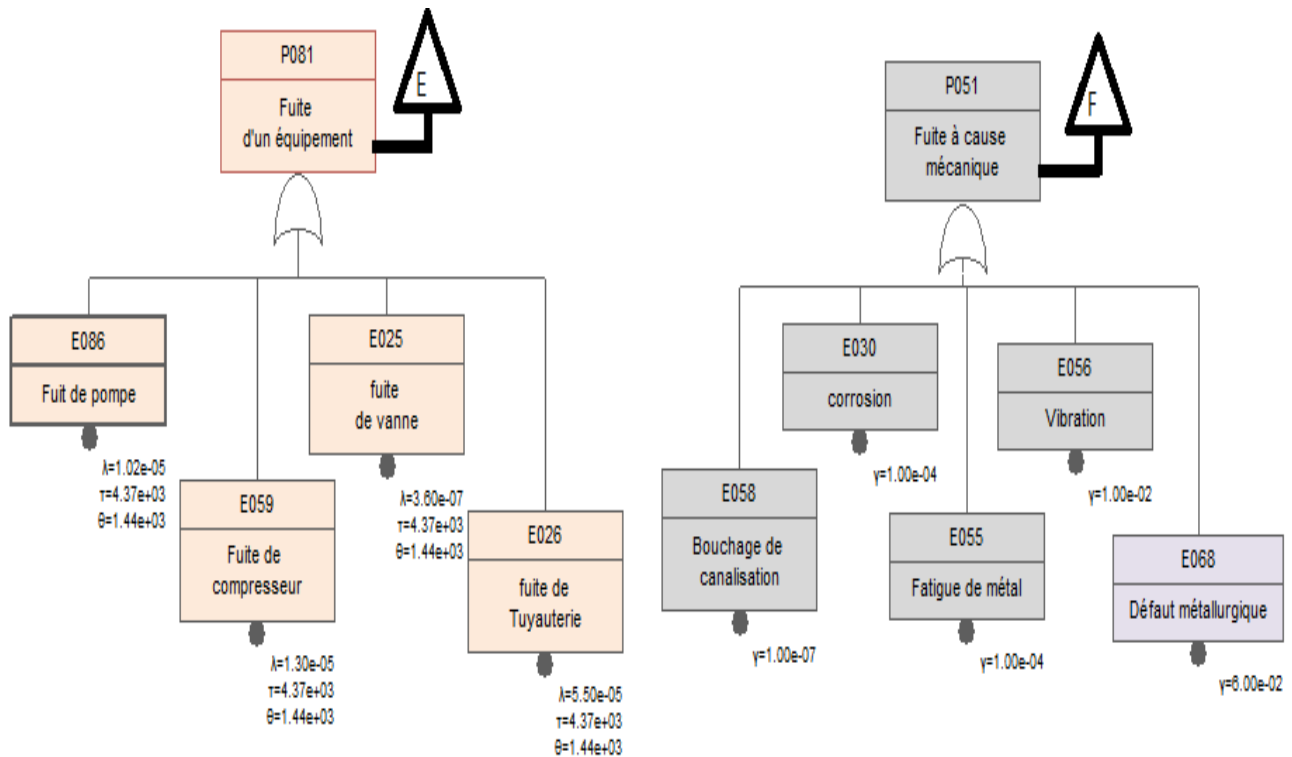 P081
Fuite
d'un équipement
E
E086
Fuit de pompe
λ=1.02e-05
τ=4.37e+03
θ=1.44e+03
E059
Fuite de
compresseur
λ=1.30e-05
τ=4.37e+03
θ=1.44e+03
E025
fuite
de vanne
λ=3.60e-07
τ=4.37e+03
θ=1.44e+03
E026
fuite de
Tuyauterie
λ=5.50e-05
τ=4.37e+03
θ=1.44e+03
P051
Fuite à cause
mécanique
F
E058
Bouchage de
canalisation
γ=1.00e-07
E030
corrosion
γ=1.00e-04
E055
Fatigue de métal
γ=1.00e-04
E056
Vibration
γ=1.00e-02
E068
Défaut métallurgique
γ=6.00e-02